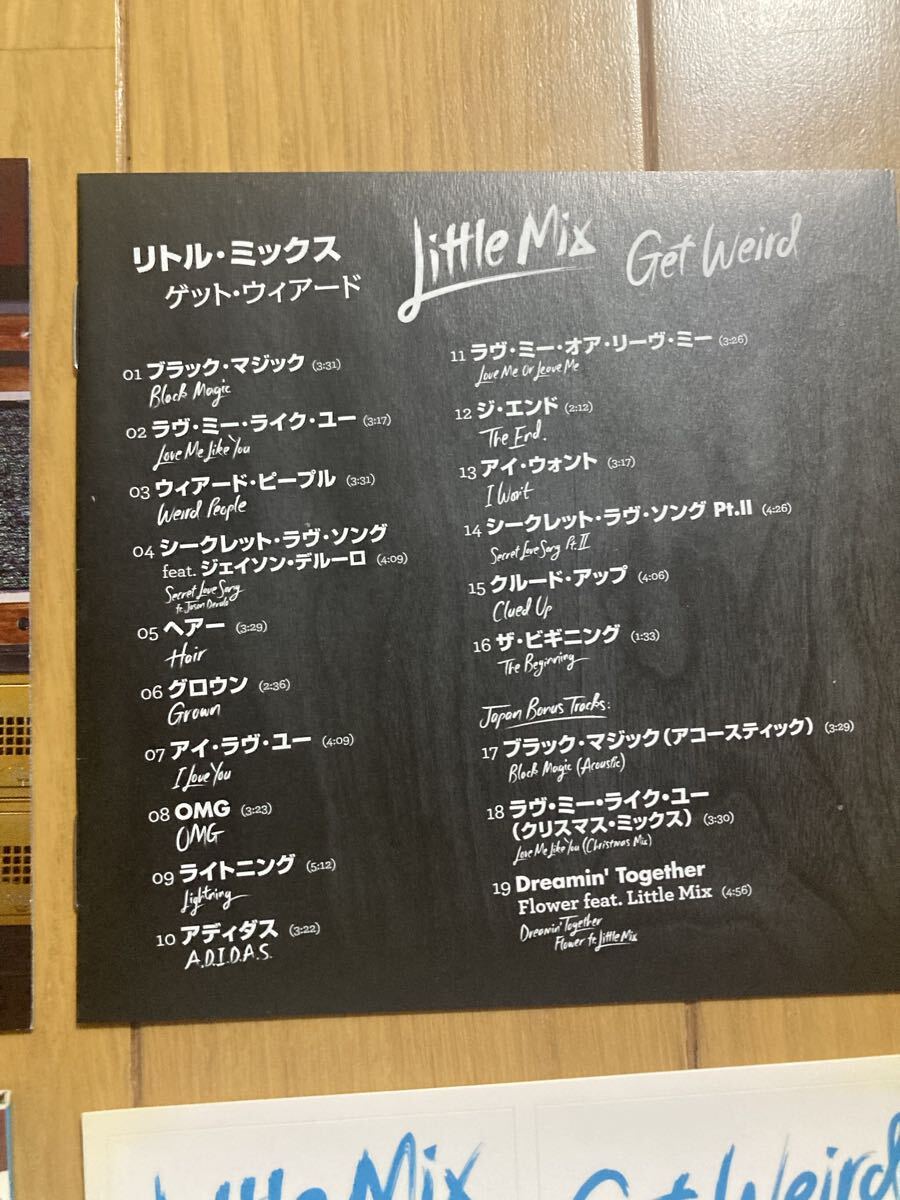 リトル・ミックス
ゲット・ウィアード
Little Mix
Get Weird
01 ブラック・マジック (3:31)
Black Magic
02 ラヴ・ミー・ライク・ユー (3:17)
Love Me Like You
03 ウィアード・ピープル (3:31)
Weird People
04 シークレット・ラヴ・ソング
feat. ジェイソン・デルーロ (4:09)
Secret Love Song
ft. Jason Derulo
05 ヘアー (3:29)
Hair
06 グロウン (2:36)
Grown
07 アイ・ラヴ・ユー (4:09)
I Love You
08 OMG (3:23)
OMG
09 ライトニング (5:12)
Lightning
10 アディダス (3:22)
A.D.I.D.A.S.
11 ラヴ・ミー・オア・リーヴ・ミー (3:26)
Love Me Or Leave Me
12 ジ・エンド (2:12)
The End.
13 アイ・ウォント (3:17)
I Won't
14 シークレット・ラヴ・ソング Pt.II (4:26)
Secret Love Song Pt. II
15 クルード・アップ (4:06)
Clued Up
16 ザ・ビギニング (1:33)
The Beginning
Japan Bonus Tracks:
17 ブラック・マジック(アコースティック) (3:29)
Black Magic (Acoustic)
18 ラヴ・ミー・ライク・ユー
(クリスマス・ミックス) (3:30)
Love Me Like You (Christmas Mix)
19 Dreamin' Together
Flower feat. Little Mix (4:56)
Dreamin' Together
Flower ft. Little Mix
Little Mix
Get Weird